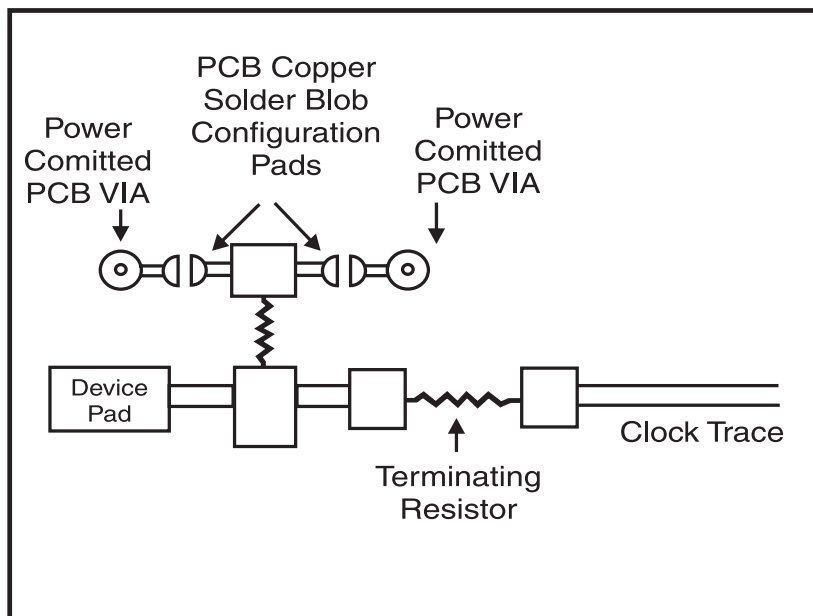 PCB Copper
Solder Blob
Configuration
Pads
Power
Comitted
PCB VIA
Power
Comitted
PCB VIA
Device
Pad
Clock Trace
Terminating
Resistor